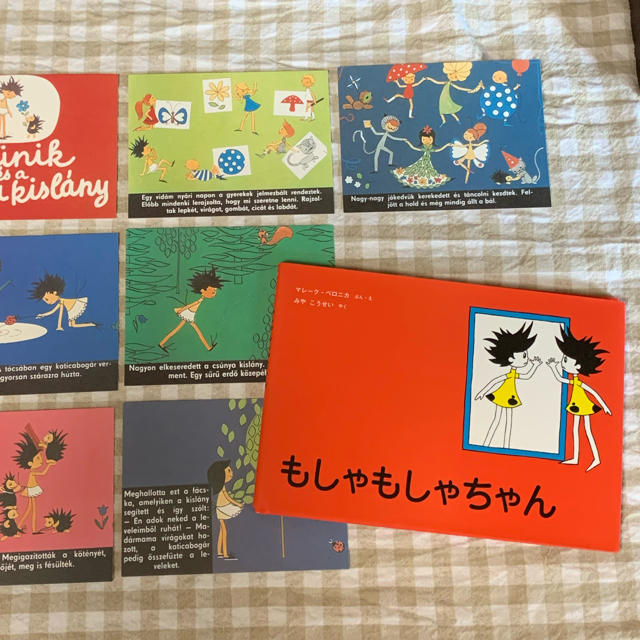 inik
és a
kislány
Egy vidám nyári napon a gyerekek jelmezbált rendeztek.
Előbb mindenki lerajzolta, hogy mi szeretne lenni. Rajzol-
tak lepkét, virágot, gombát, cicát és labdát.
Nagy-nagy jókedvük kerekedett és táncolni kezdtek. Fel-
jött a hold és még mindig állt a bál.
A tócsában egy katicabogár ver-
gyorsan szárazra húzta.
Nagyon elkeseredett a csúnya kislány.
ment. Egy sűrű erdő közepé
Megigazították a kötényét,
őjét, meg is fésülték.
Meghallotta ezt a fács-
ka, amelyiken a kislány
segített és így szólt:
— Én adok neked a le-
veleimből ruhát! — Ma-
dármama virágokat ha-
zott, a katicabogár
pedig összefűzte a le-
veleket.
マレーク・ベロニカ ぶん・え
みや こうせい やく
もしゃもしゃちゃん